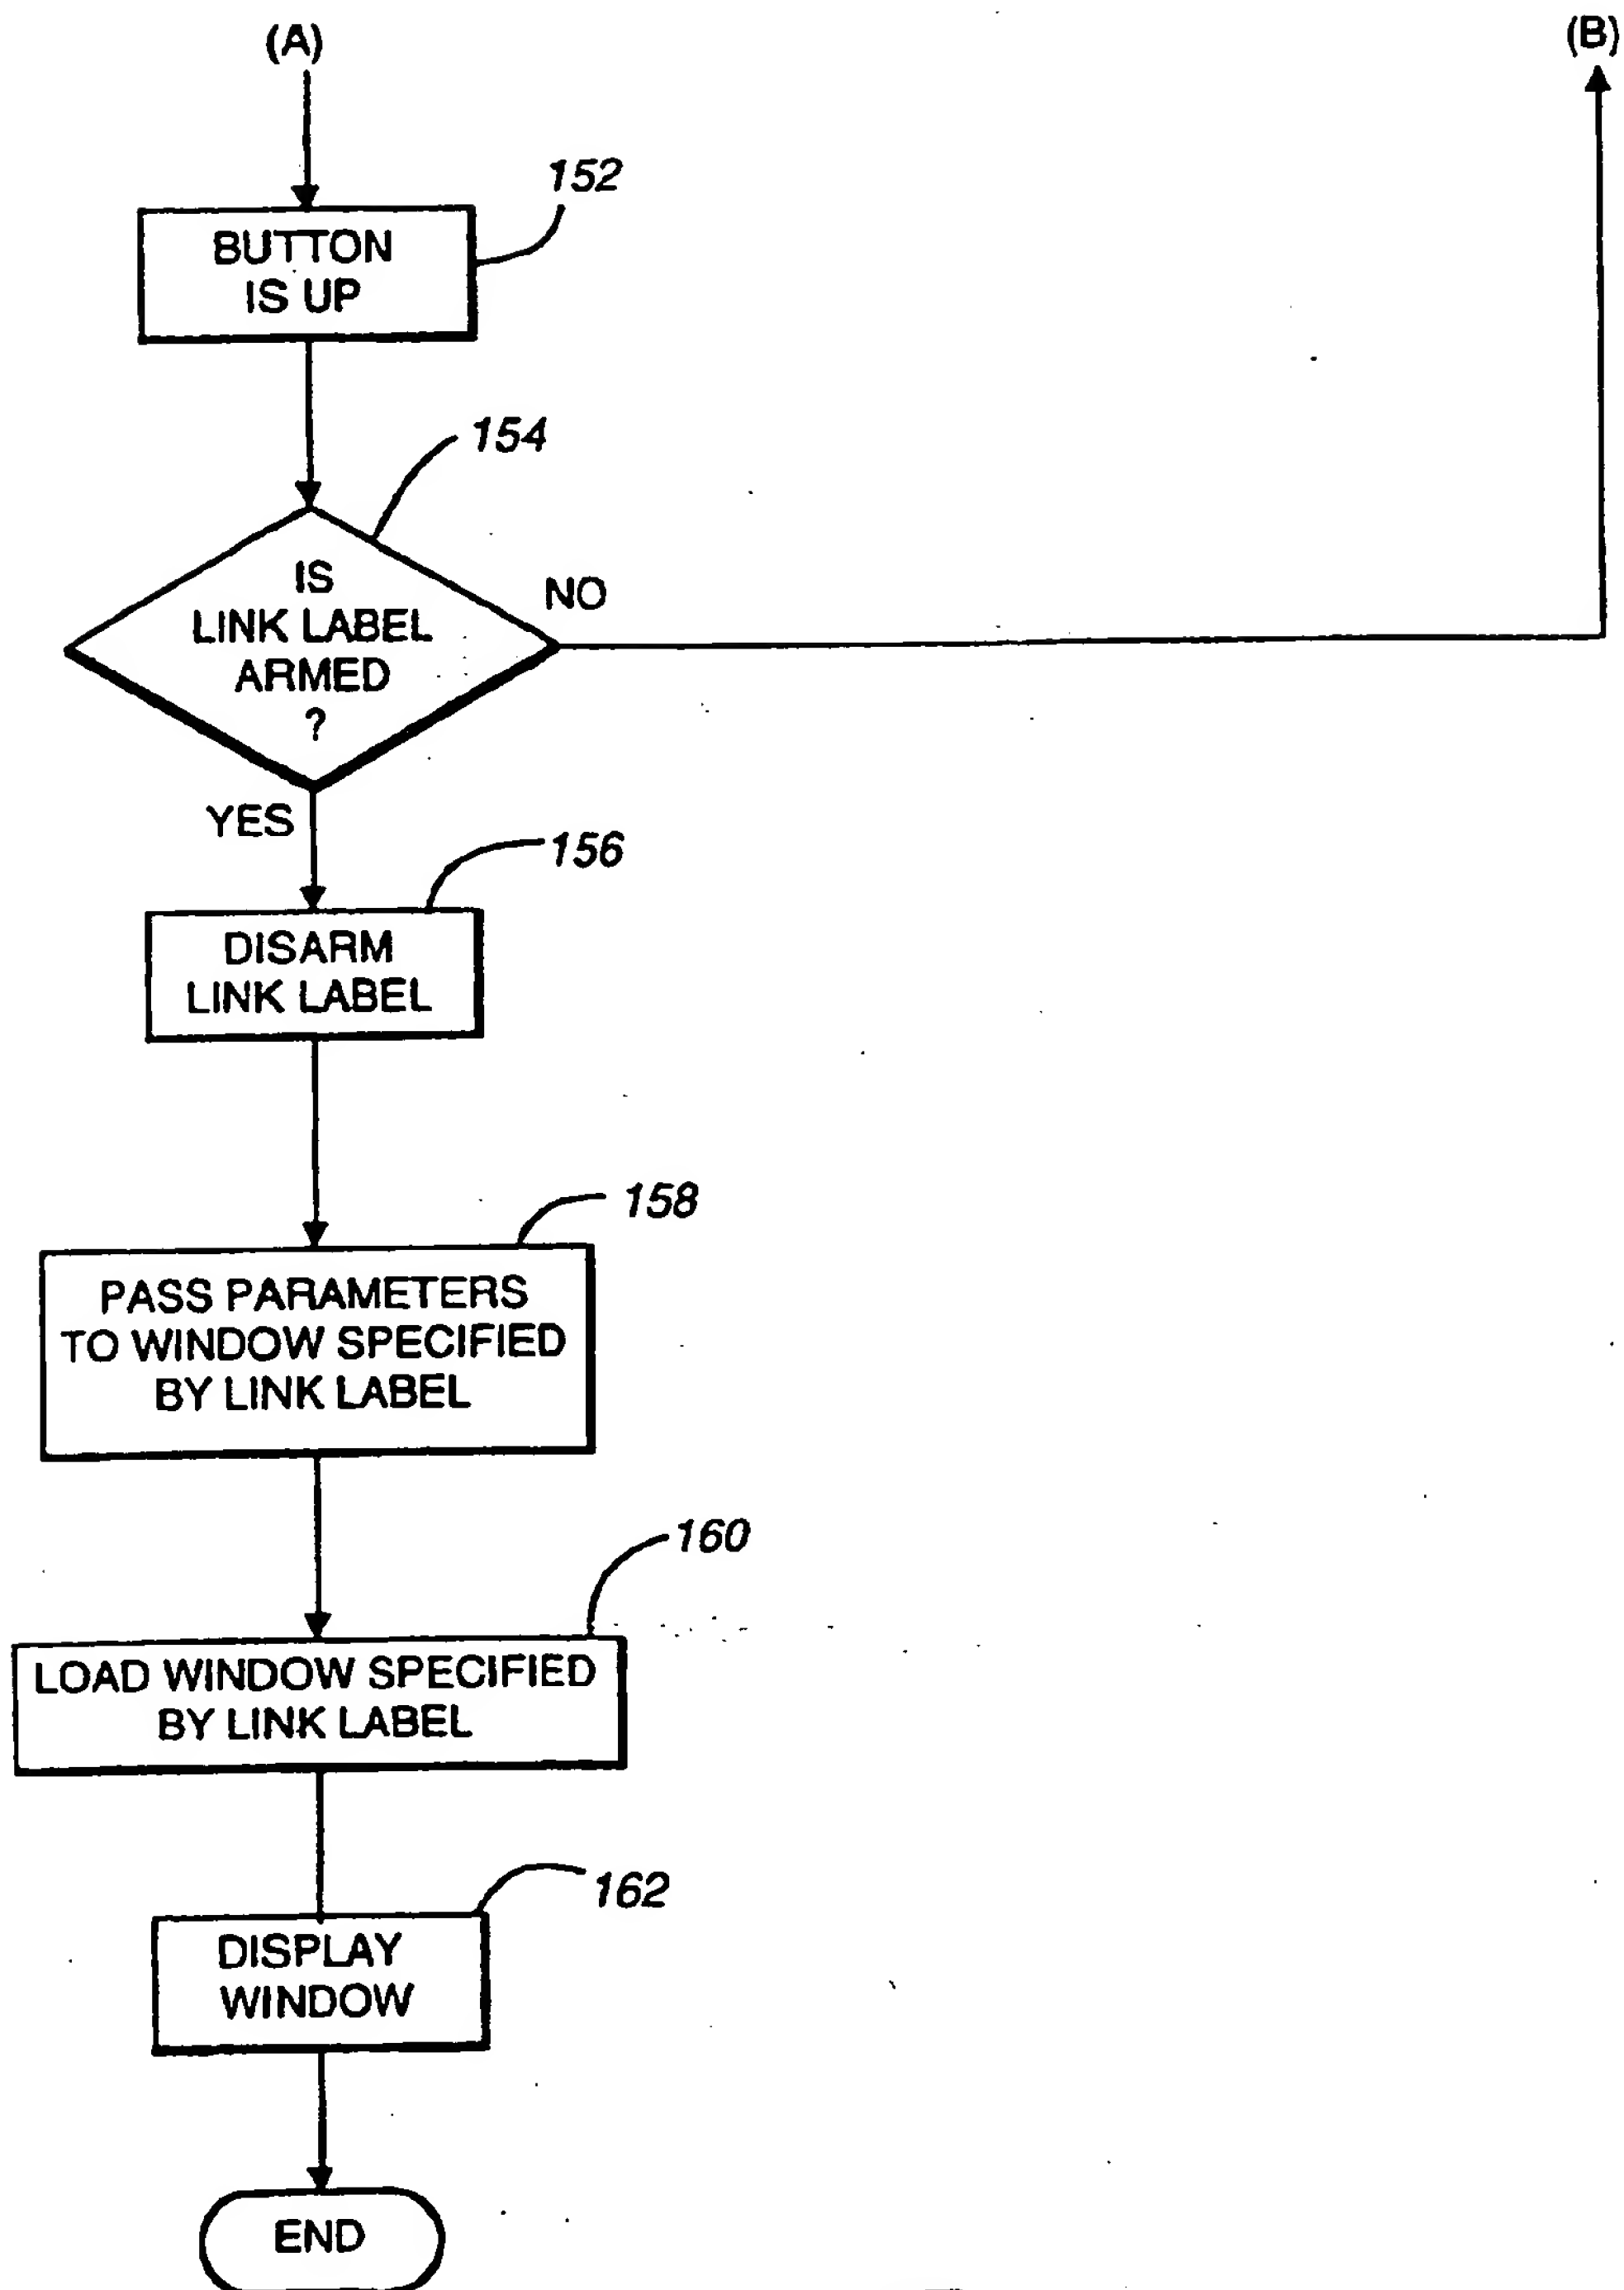 (A)
(B)
152
BUTTON
IS UP
154
IS
LINK LABEL
ARMED
?
NO
YES
156
DISARM
LINK LABEL
158
PASS PARAMETERS
TO WINDOW SPECIFIED
BY LINK LABEL
160
LOAD WINDOW SPECIFIED
BY LINK LABEL
162
DISPLAY
WINDOW
END